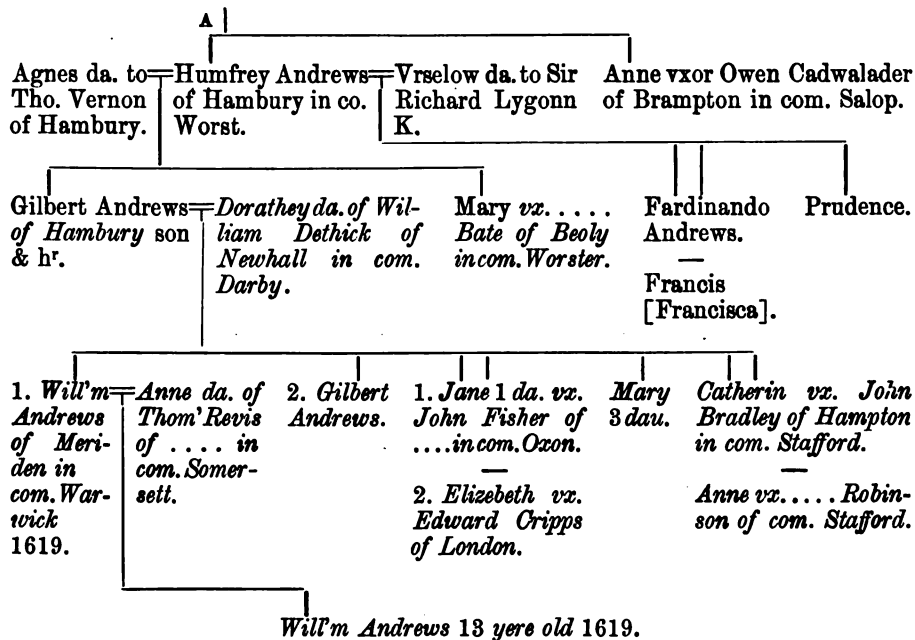 A
Agnes da. to
Tho. Vernon
of Hambury.
Humfrey Andrews
of Hambury in co.
Worst.
Vrselow da. to Sir
Richard Lygonn
K.
Anne vxor Owen Cadwalader
of Brampton in com. Salop.
Gilbert Andrews
of Hambury son
& hr.
Dorathey da. of Wil-
liam Dethick of
Newhall in com.
Darby.
Mary vx. . . . . .
Bate of Beoly
in com. Worster.
Fardinando
Andrews.
—
Francis
[Francisca].
Prudence.
1. Will'm
Andrews
of Meri-
den in
com. War-
wick
1619.
Anne da. of
Thom' Revis
of . . . . in
com. Somer-
sett.
2. Gilbert
Andrews.
1. Jane 1 da. vx.
John Fisher of
. . . . in com. Oxon.
—
2. Elizebeth vx.
Edward Cripps
of London.
Mary
3 dau.
Catherin vx. John
Bradley of Hampton
in com. Stafford.
—
Anne vx. . . . . Robin-
son of com. Stafford.
Will'm Andrews 13 yere old 1619.